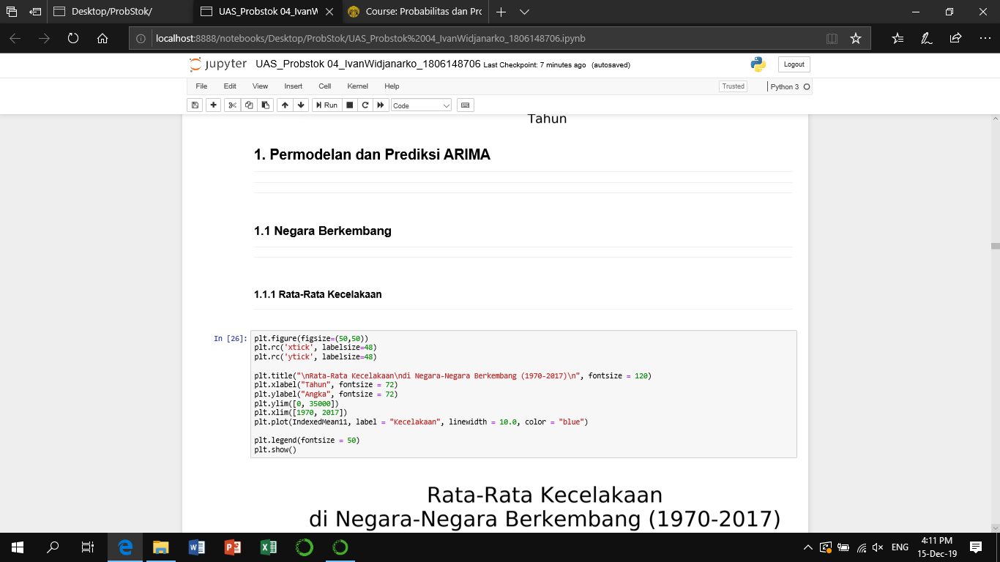 Desktop/ProbStok/
UAS_Probstok 04_IvanW
Course: Probabilitas dan Pro
localhost:8888/notebooks/Desktop/ProbStok/UAS_Probstok%2004_IvanWidjanarko_1806148706.ipynb
jupyter UAS_Probstok 04_IvanWidjanarko_1806148706 Last Checkpoint: 7 minutes ago (autosaved)
Logout
File Edit View Insert Cell Kernel Help
Trusted
Python 3
Run
Code
Tahun
1. Permodelan dan Prediksi ARIMA
1.1 Negara Berkembang
1.1.1 Rata-Rata Kecelakaan
In [26]:
plt.figure(figsize=(50,50))
plt.rc('xtick', labelsize=48)
plt.rc('ytick', labelsize=48)
plt.title("\nRata-Rata Kecelakaan\ndi Negara-Negara Berkembang (1970-2017)\n", fontsize = 120)
plt.xlabel("Tahun", fontsize = 72)
plt.ylabel("Angka", fontsize = 72)
plt.ylim([0, 35000])
plt.xlim([1970, 2017])
plt.plot(IndexedMean11, label = "Kecelakaan", linewidth = 10.0, color = "blue")
plt.legend(fontsize = 50)
plt.show()
Rata-Rata Kecelakaan
di Negara-Negara Berkembang (1970-2017)
ENG
4:11 PM
15-Dec-19